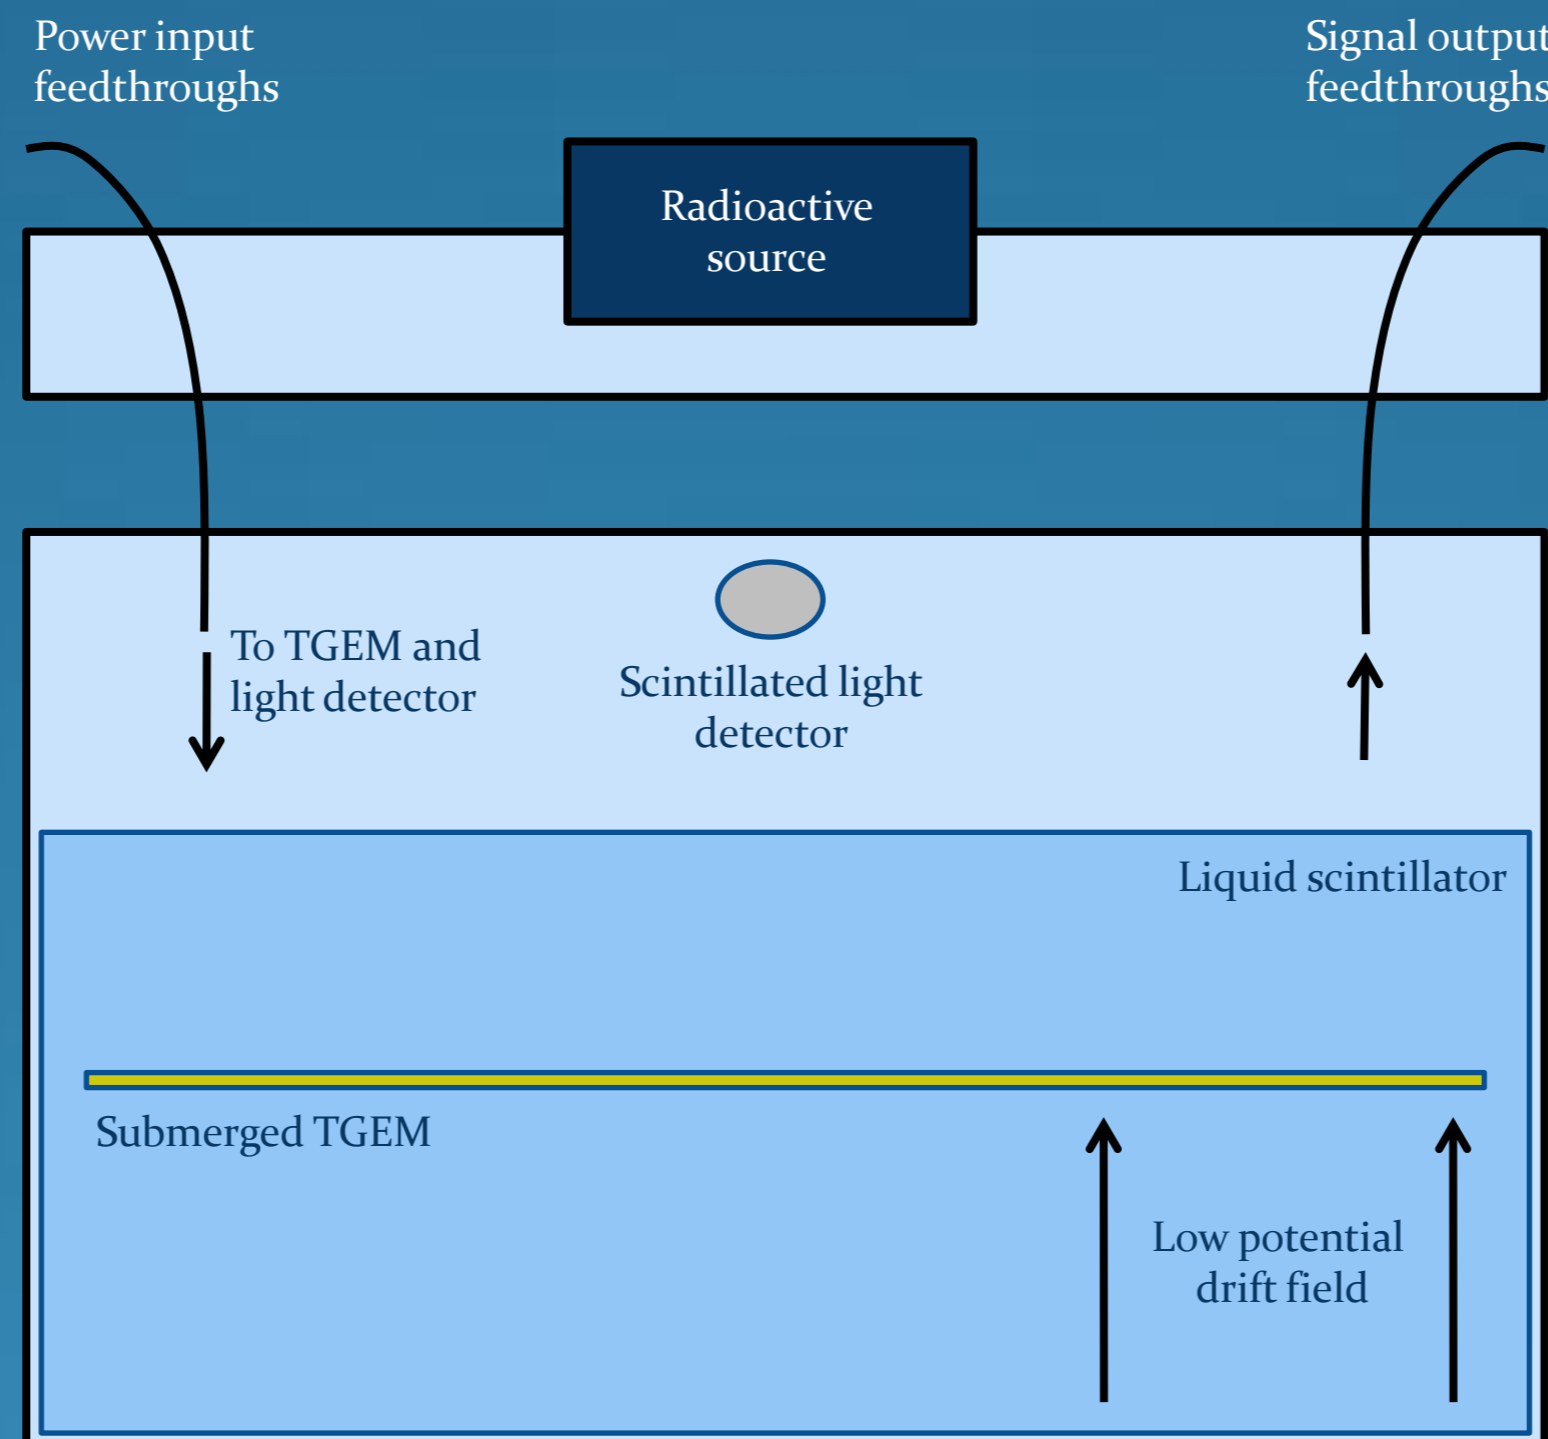 Power input
feedthroughs
Signal output
feedthroughs
Radioactive
source
To TGEM and
light detector
Scintillated light
detector
Liquid scintillator
Submerged TGEM
Low potential
drift field